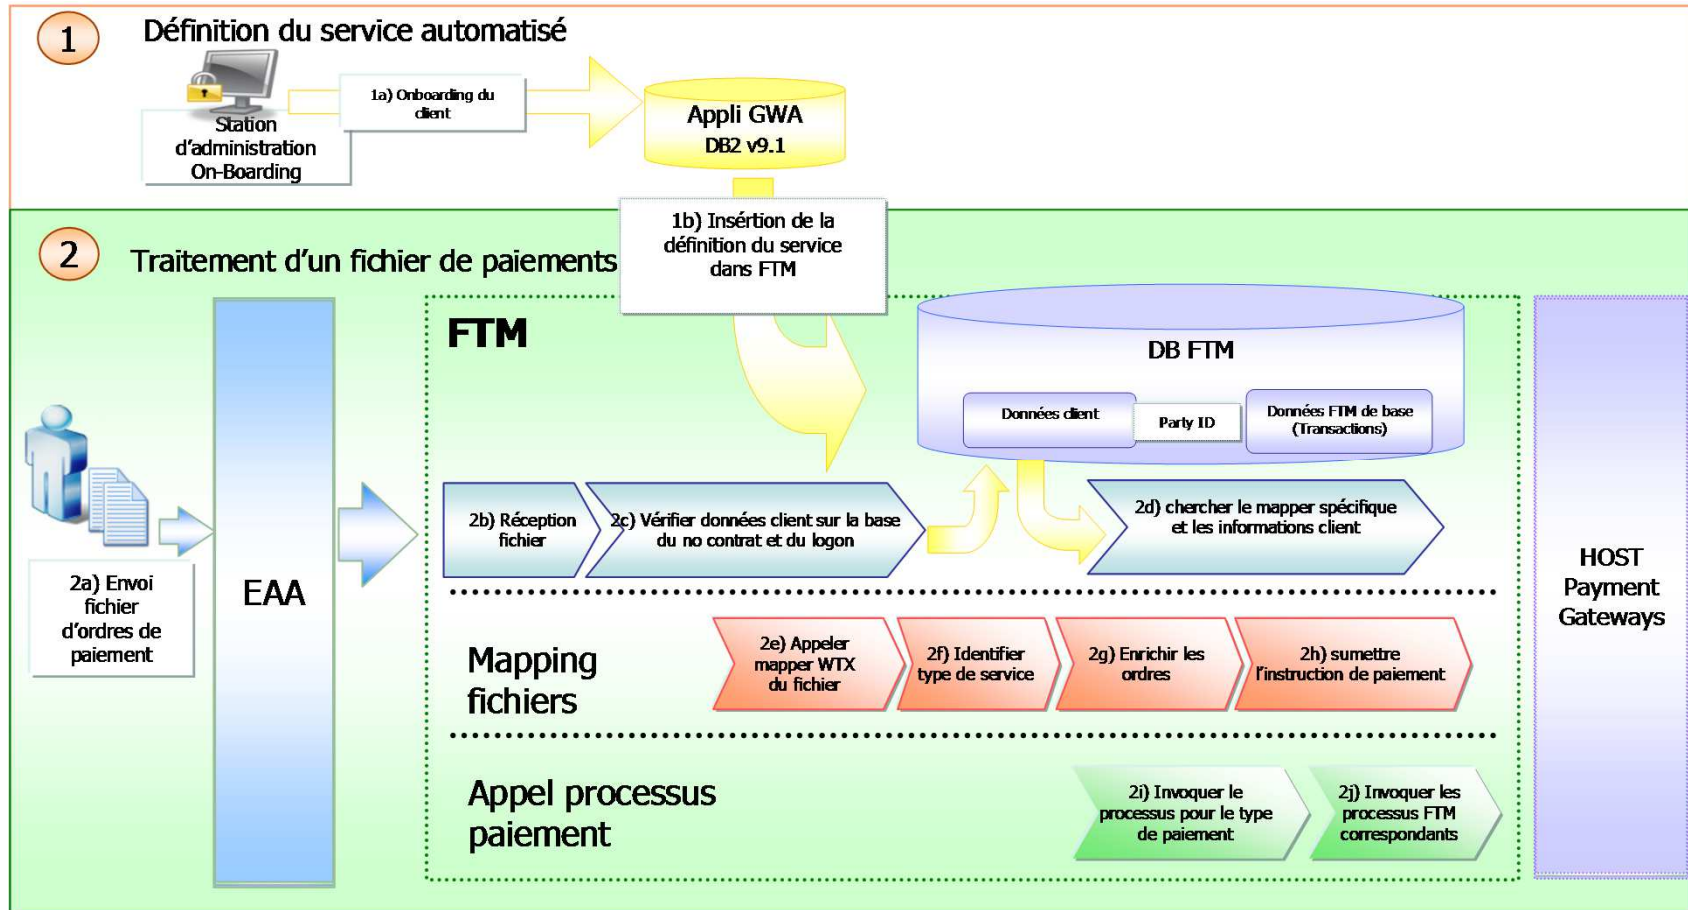 1
Définition du service automatisé
1a) Onboarding du
client
Station
d'administration
On-Boarding
Appli GWA
DB2 v9.1
1b) Insértion de la
définition du service
dans FTM
2
Traitement d'un fichier de paiements
FTM
DB FTM
Données client
Party ID
Données FTM de base
(Transactions)
2a) Envoi
fichier
d'ordres de
paiement
EAA
2b) Réception
fichier
2c) Vérifier données client sur la base
du no contrat et du logon
2d) chercher le mapper spécifique
et les informations client
HOST
Payment
Gateways
Mapping
fichiers
2e) Appeler
mapper WTX
du fichier
2f) Identifier
type de service
2g) Enrichir les
ordres
2h) sumettre
l'instruction de paiement
Appel processus
paiement
2i) Invoquer le
processus pour le type
de paiement
2j) Invoquer les
processus FTM
correspondants